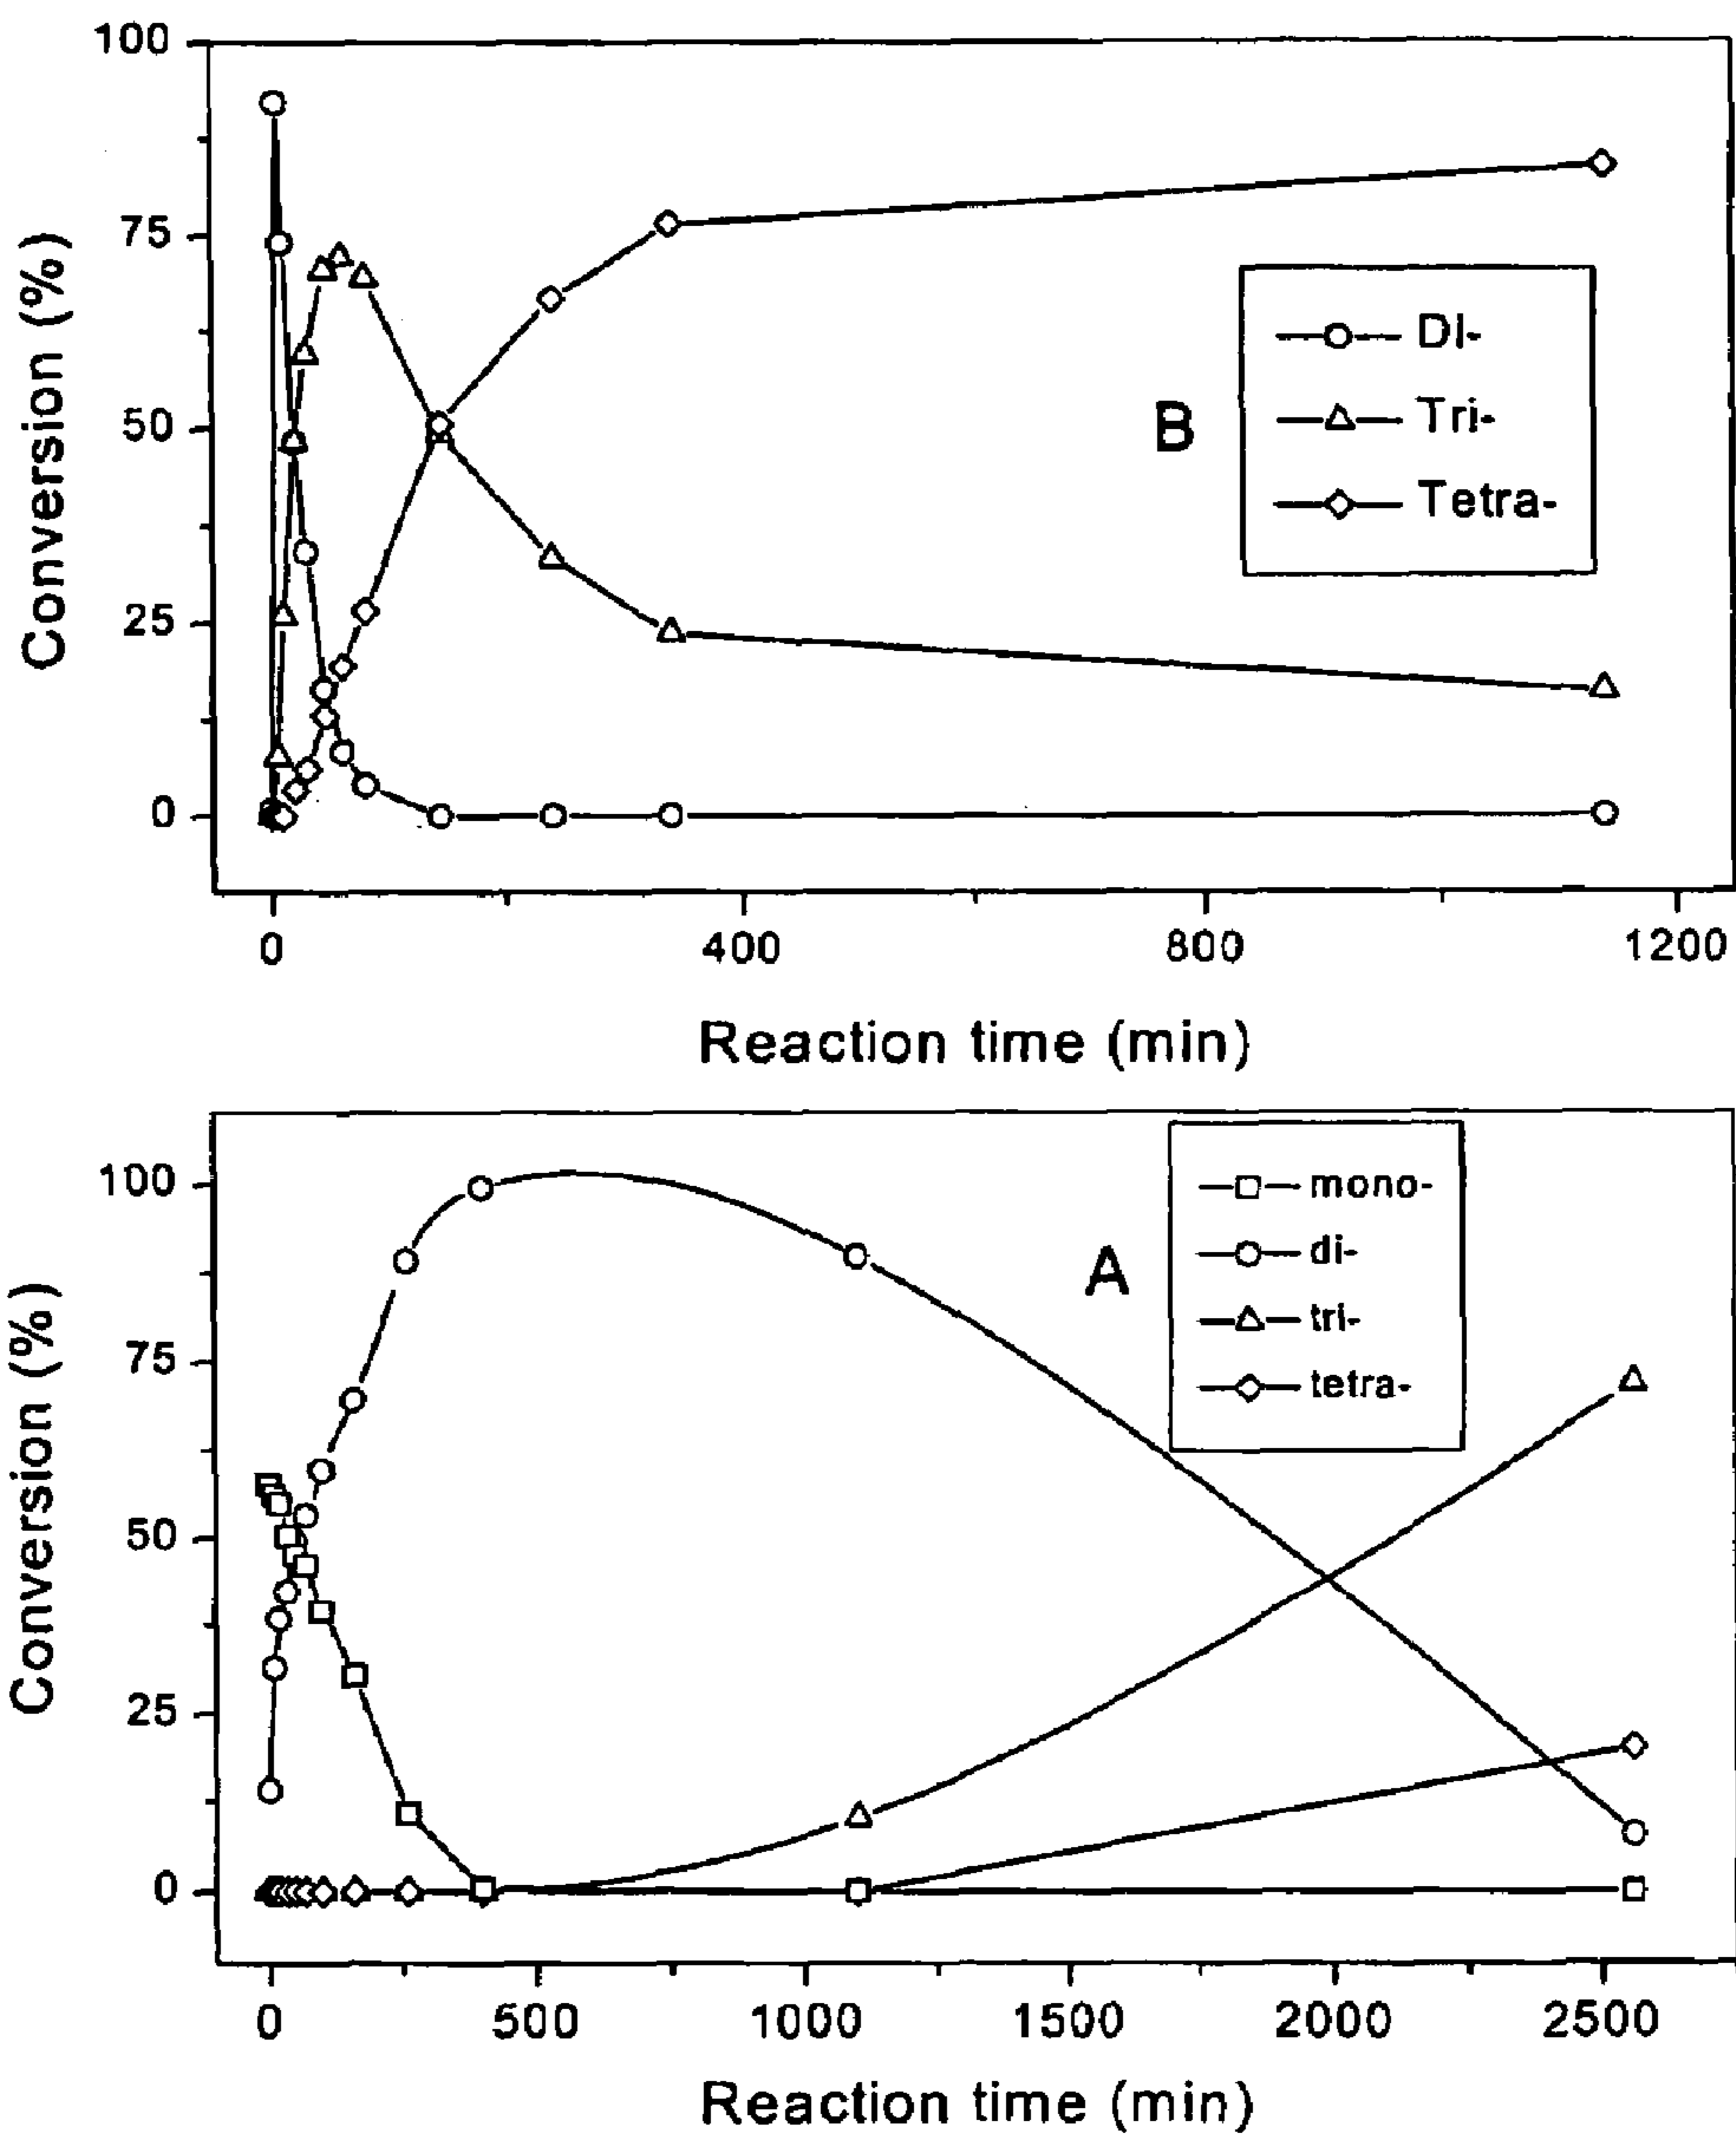 100
75
50
25
0
Conversion (%)
B
DI-
Tri-
Tetra-
0 400 800 1200
Reaction time (min)
100
75
50
25
0
Conversion (%)
A
mono-
di-
tri-
tetra-
0 500 1000 1500 2000 2500
Reaction time (min)